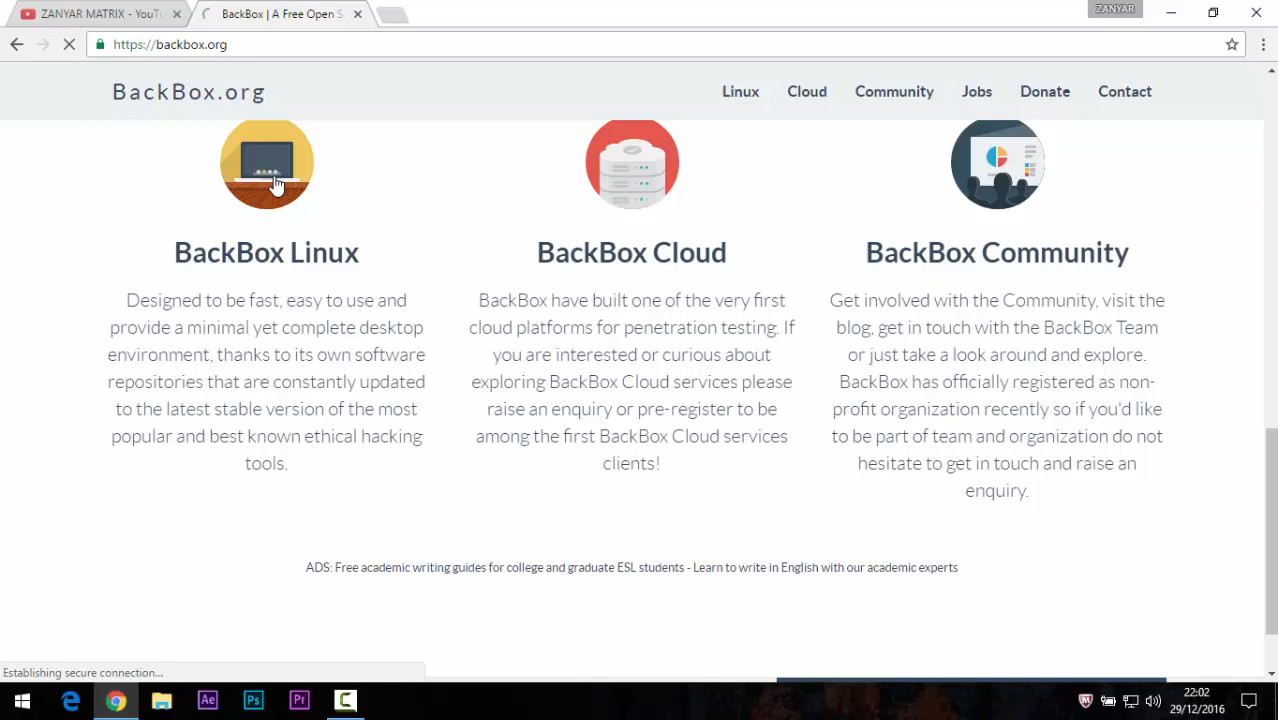 ZANYAR MATRIX - YouTu
BackBox | A Free Open S
ZANYAR
https://backbox.org
BackBox.org
Linux
Cloud
Community
Jobs
Donate
Contact
BackBox Linux
Designed to be fast, easy to use and
provide a minimal yet complete desktop
environment, thanks to its own software
repositories that are constantly updated
to the latest stable version of the most
popular and best known ethical hacking
tools.
BackBox Cloud
BackBox have built one of the very first
cloud platforms for penetration testing. If
you are interested or curious about
exploring BackBox Cloud services please
raise an enquiry or pre-register to be
among the first BackBox Cloud services
clients!
BackBox Community
Get involved with the Community, visit the
blog, get in touch with the BackBox Team
or just take a look around and explore.
BackBox has officially registered as non-
profit organization recently so if you'd like
to be part of team and organization do not
hesitate to get in touch and raise an
enquiry.
ADS: Free academic writing guides for college and graduate ESL students - Learn to write in English with our academic experts
Establishing secure connection...
Ae
Ps
Pr
22:02
29/12/2016